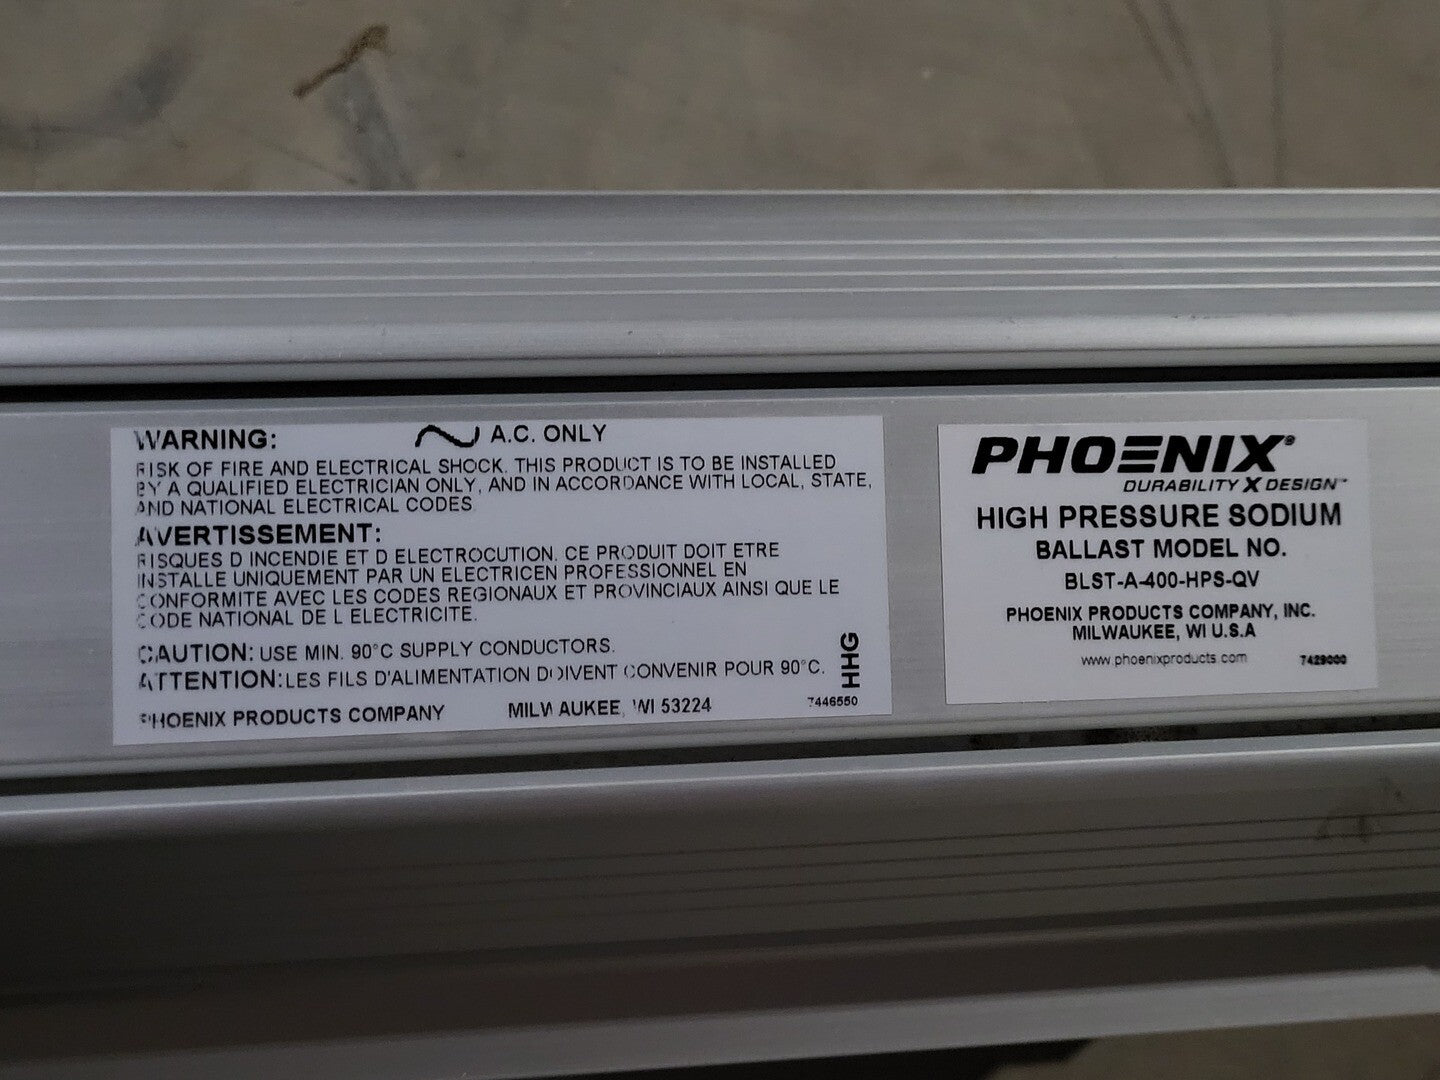 WARNING: A.C. ONLY
RISK OF FIRE AND ELECTRICAL SHOCK. THIS PRODUCT IS TO BE INSTALLED
BY A QUALIFIED ELECTRICIAN ONLY, AND IN ACCORDANCE WITH LOCAL, STATE,
AND NATIONAL ELECTRICAL CODES
AVERTISSEMENT:
RISQUES D INCENDIE ET D ELECTROCUTION. CE PRODUIT DOIT ETRE
INSTALLE UNIQUEMENT PAR UN ELECTRICEN PROFESSIONNEL EN
CONFORMITE AVEC LES CODES REGIONAUX ET PROVINCIAUX AINSI QUE LE
CODE NATIONAL DE L ELECTRICITE.
CAUTION: USE MIN. 90°C SUPPLY CONDUCTORS.
ATTENTION: LES FILS D'ALIMENTATION DOIVENT CONVENIR POUR 90°C.
PHOENIX PRODUCTS COMPANY MILWAUKEE, WI 53224 7446550
HHG
PHOENIX®
DURABILITY X DESIGN™
HIGH PRESSURE SODIUM
BALLAST MODEL NO.
BLST-A-400-HPS-QV
PHOENIX PRODUCTS COMPANY, INC.
MILWAUKEE, WI U.S.A
www.phoenixproducts.com 7429000